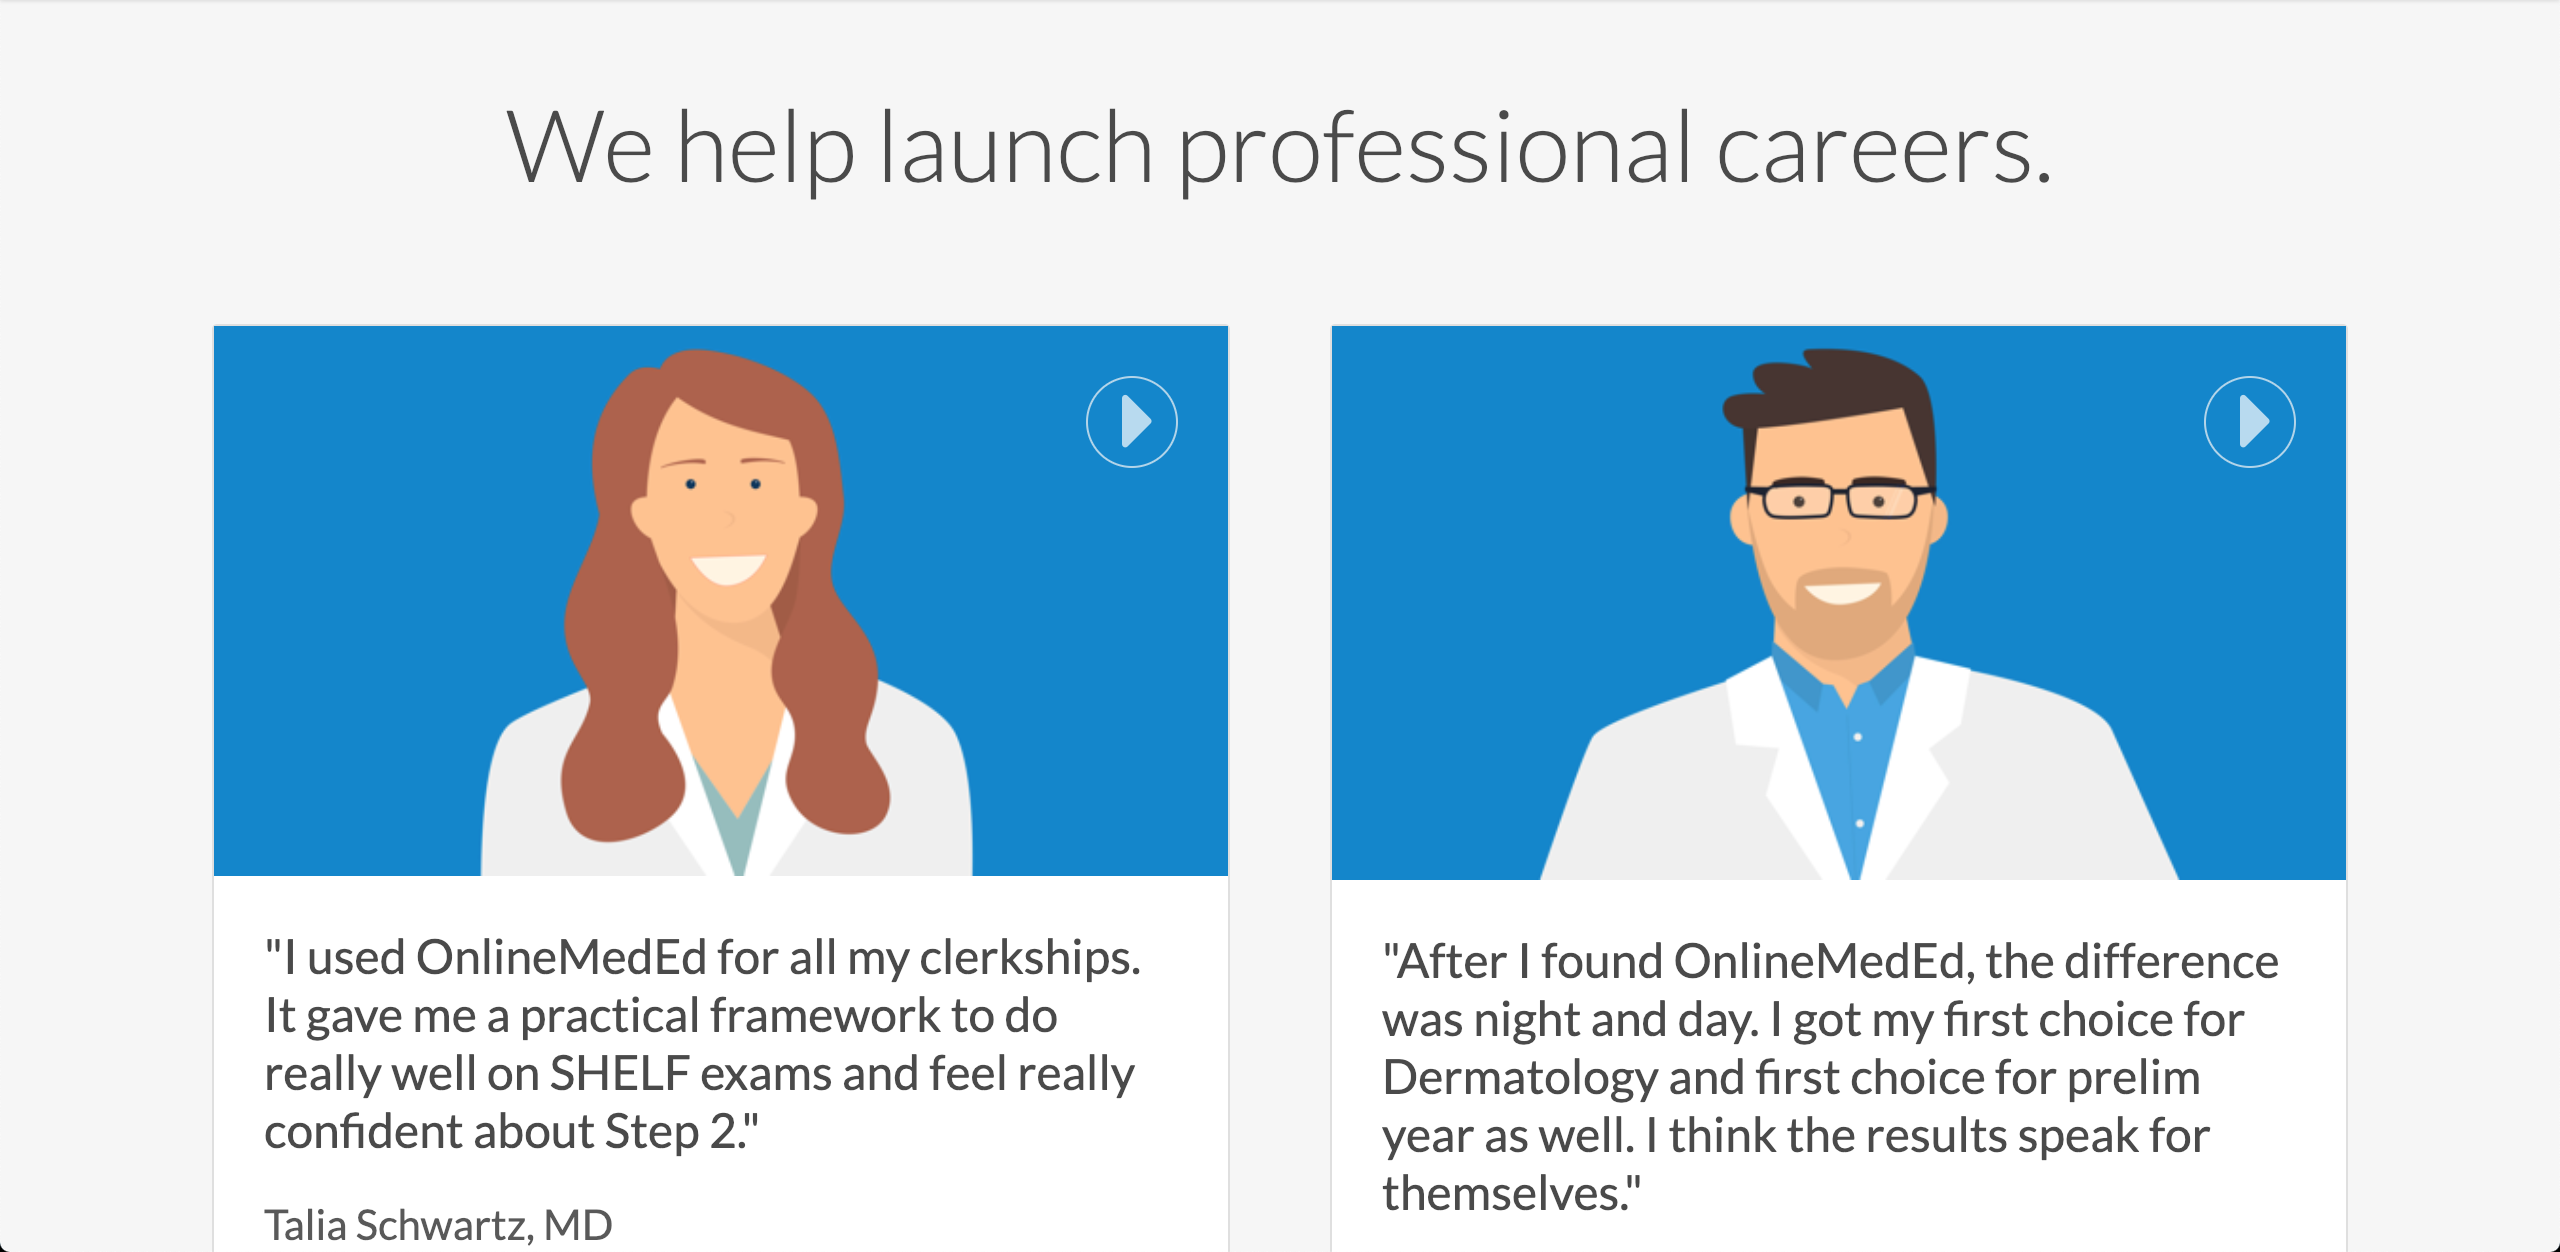 We help launch professional careers.
"I used OnlineMedEd for all my clerkships.
It gave me a practical framework to do
really well on SHELF exams and feel really
confident about Step 2."
Talia Schwartz, MD
"After I found OnlineMedEd, the difference
was night and day. I got my first choice for
Dermatology and first choice for prelim
year as well. I think the results speak for
themselves."